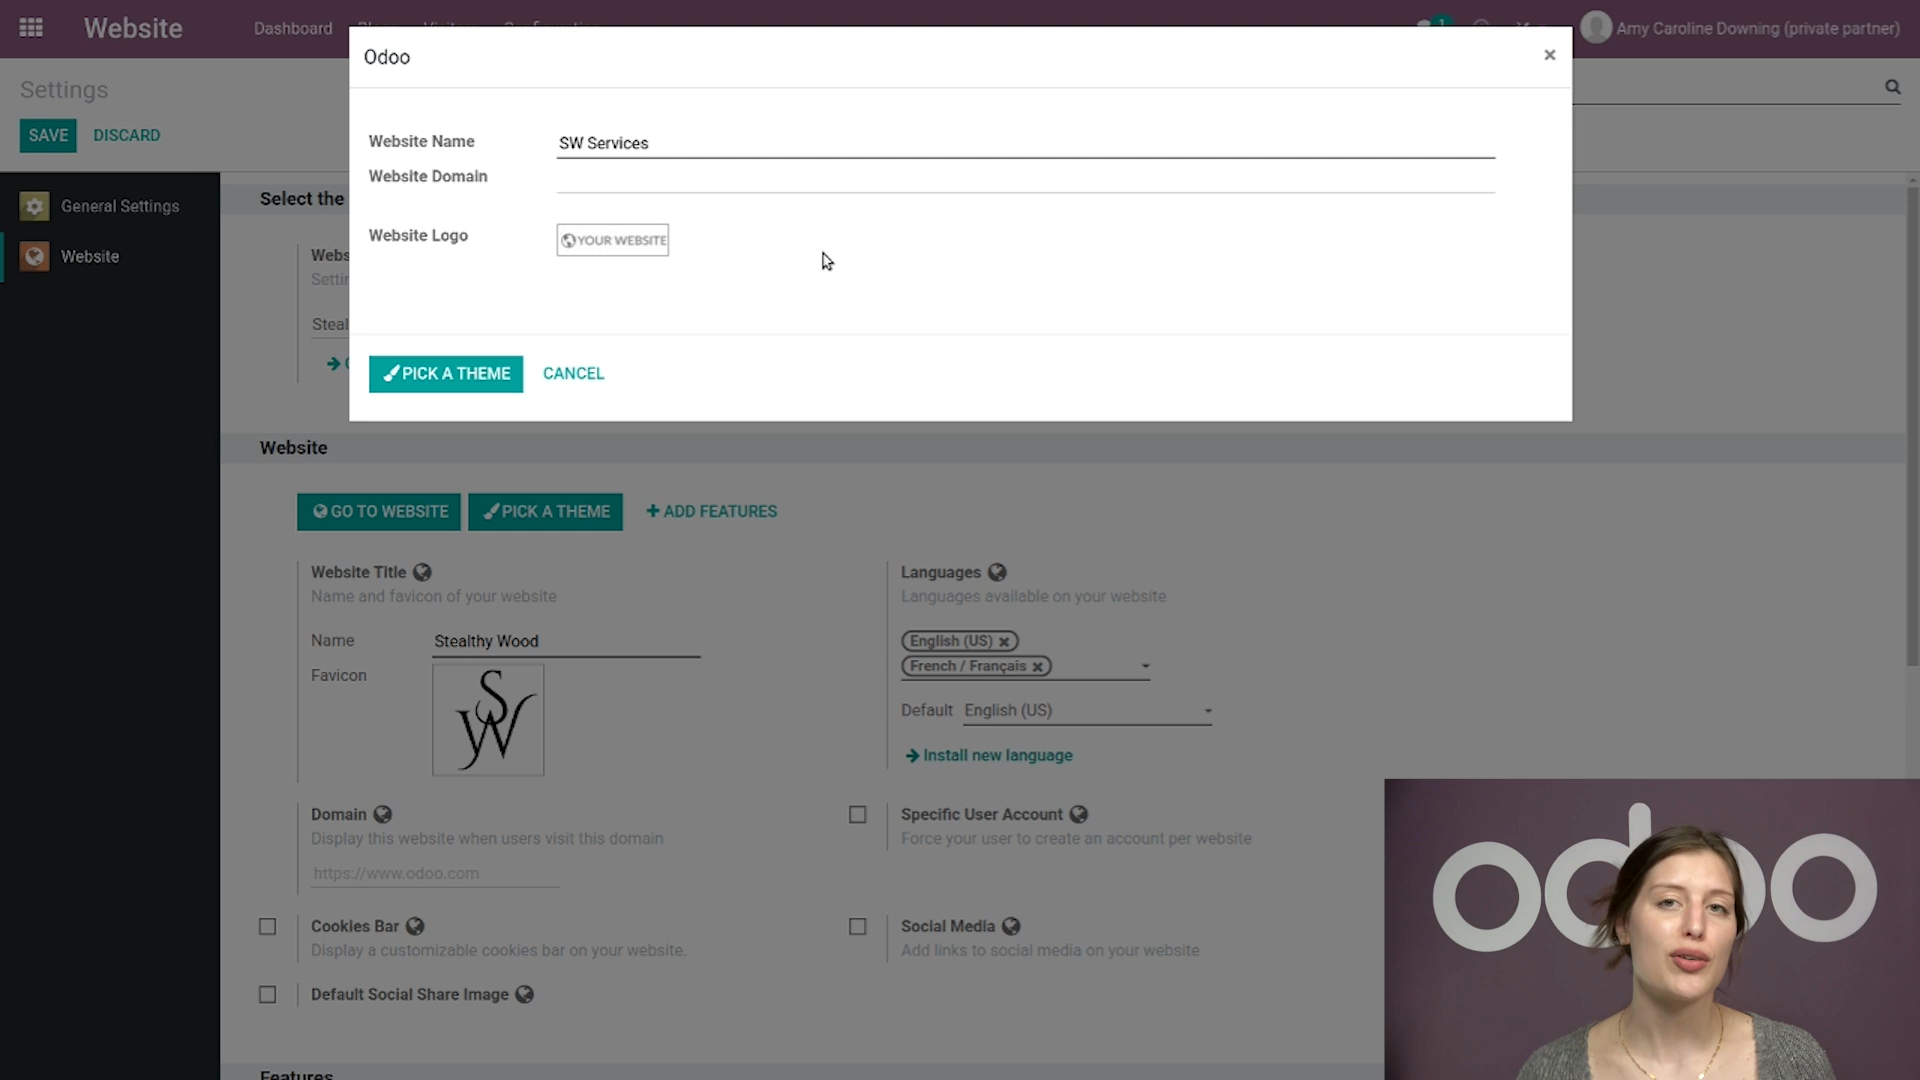 Website
Dashboard
1
Amy Caroline Downing (private partner)
Odoo
×
Settings
SAVE
DISCARD
Website Name
SW Services
Website Domain
Website Logo
YOUR WEBSITE
PICK A THEME
CANCEL
General Settings
Website
Select the
Website
GO TO WEBSITE
PICK A THEME
+ ADD FEATURES
Website Title
Name and favicon of your website
Name
Stealthy Wood
Favicon
SW
Languages
Languages available on your website
English (US) ×
French / Français ×
Default
English (US)
Install new language
Domain
Display this website when users visit this domain
https://www.odoo.com
Specific User Account
Force your user to create an account per website
Cookies Bar
Display a customizable cookies bar on your website.
Social Media
Add links to social media on your website
Default Social Share Image
Features
odoo